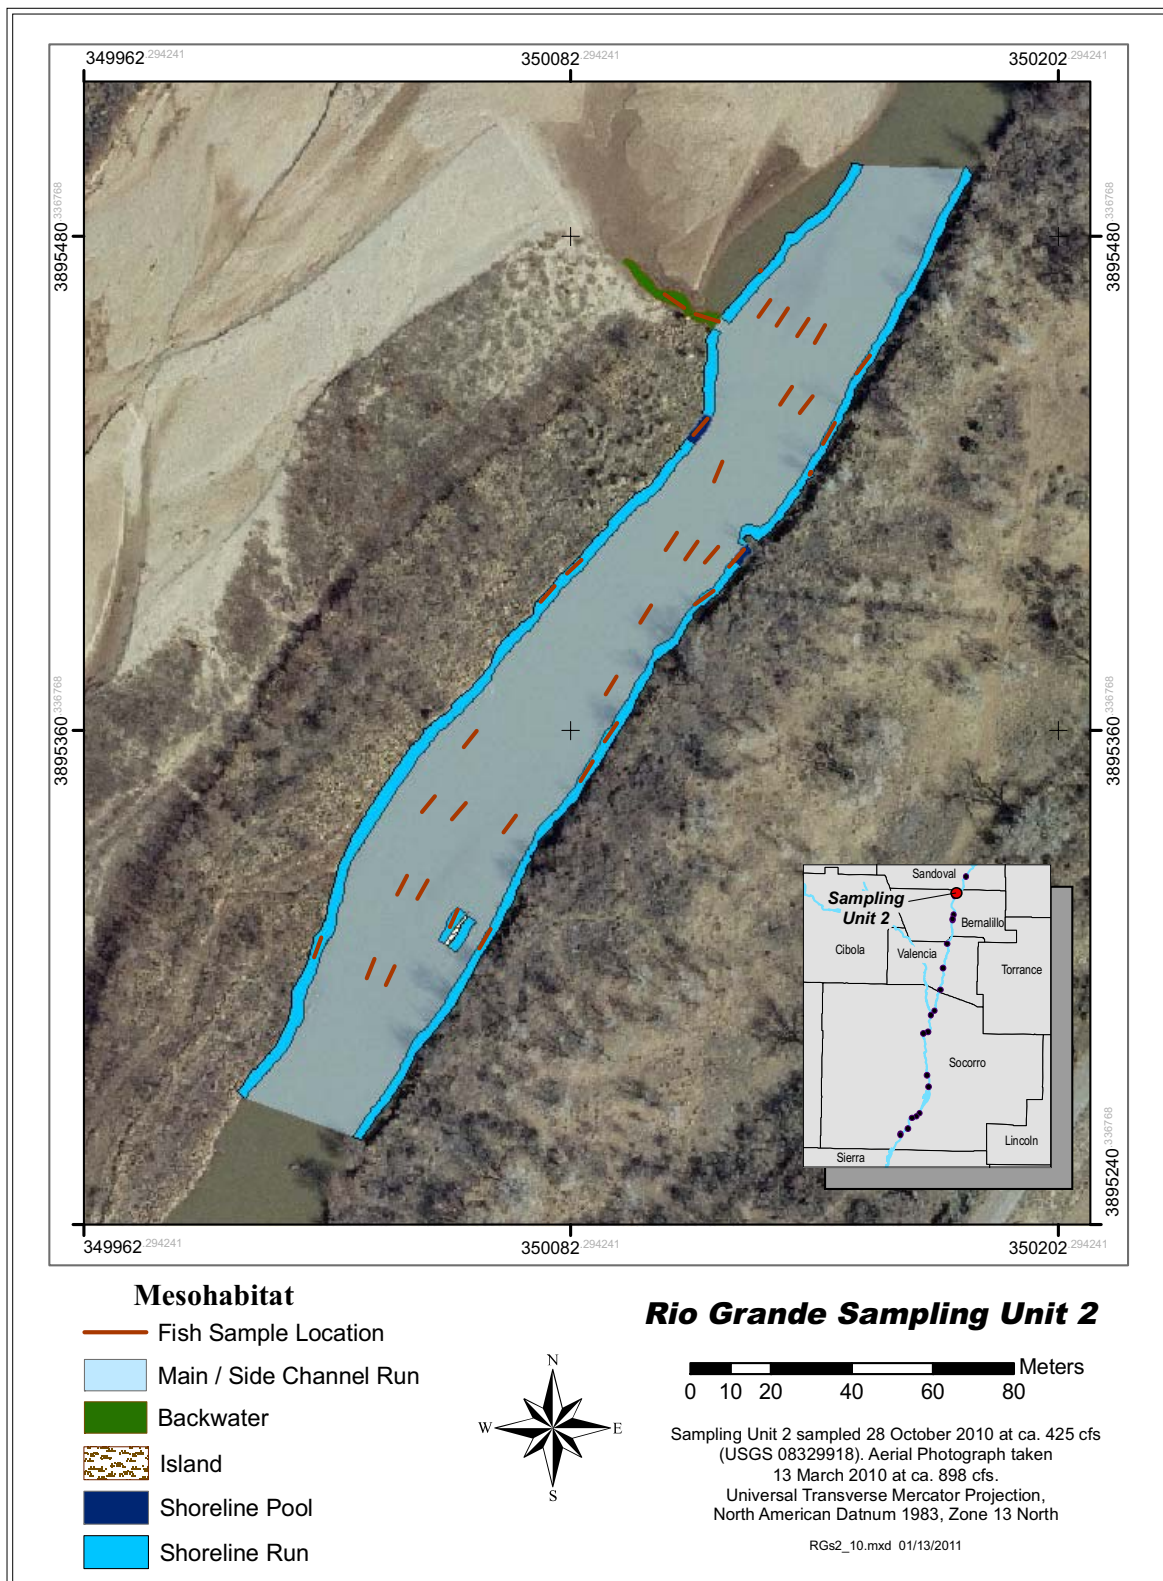 349962.294241 350082.294241 350202.294241
3895480.336768 3895480.336768
3895360.336768 3895360.336768
3895240.336768
Sandoval
Sampling
Unit 2
Bernalillo
Cibola
Valencia
Torrance
Socorro
Lincoln
Sierra
349962.294241 350082.294241 350202.294241
Mesohabitat
Fish Sample Location
Main / Side Channel Run
Backwater
Island
Shoreline Pool
Shoreline Run
N
W E
S
Rio Grande Sampling Unit 2
Meters
0 10 20 40 60 80
Sampling Unit 2 sampled 28 October 2010 at ca. 425 cfs
(USGS 08329918). Aerial Photograph taken
13 March 2010 at ca. 898 cfs.
Universal Transverse Mercator Projection,
North American Datnum 1983, Zone 13 North
RGs2_10.mxd 01/13/2011